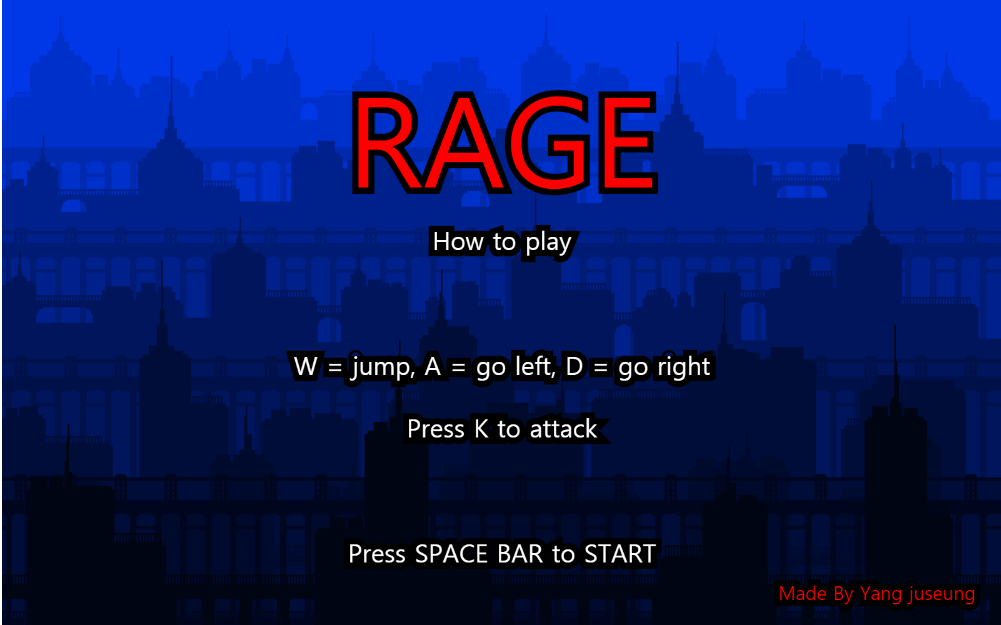 RAGE
How to play
W = jump, A = go left, D = go right
Press K to attack
Press SPACE BAR to START
Made By Yang juseung